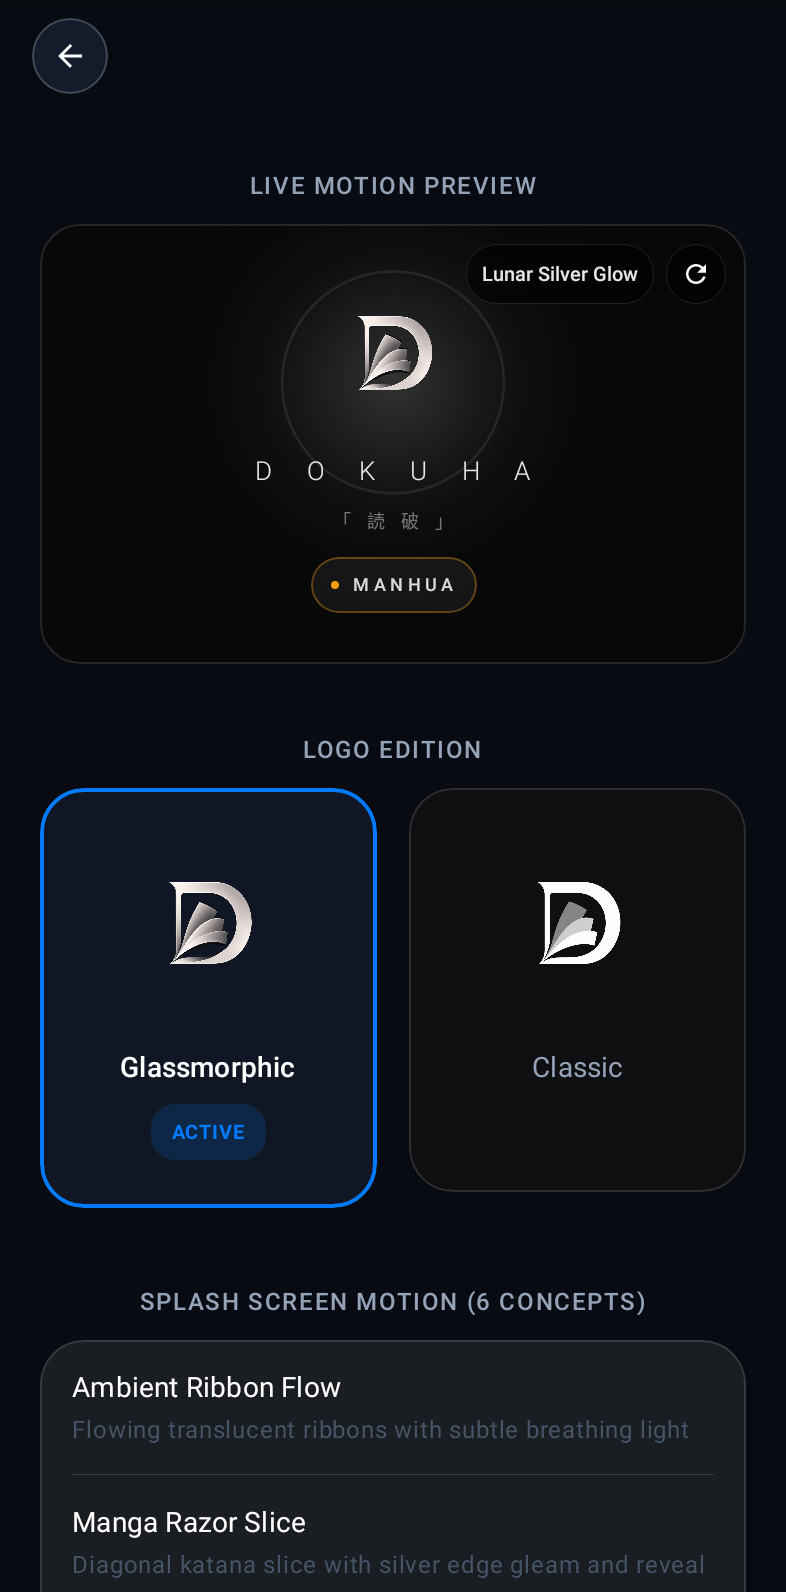 LIVE MOTION PREVIEW
Lunar Silver Glow
D O K U H A
「 読 破 」
MANHUA
LOGO EDITION
Glassmorphic
ACTIVE
Classic
SPLASH SCREEN MOTION (6 CONCEPTS)
Ambient Ribbon Flow
Flowing translucent ribbons with subtle breathing light
Manga Razor Slice
Diagonal katana slice with silver edge gleam and reveal